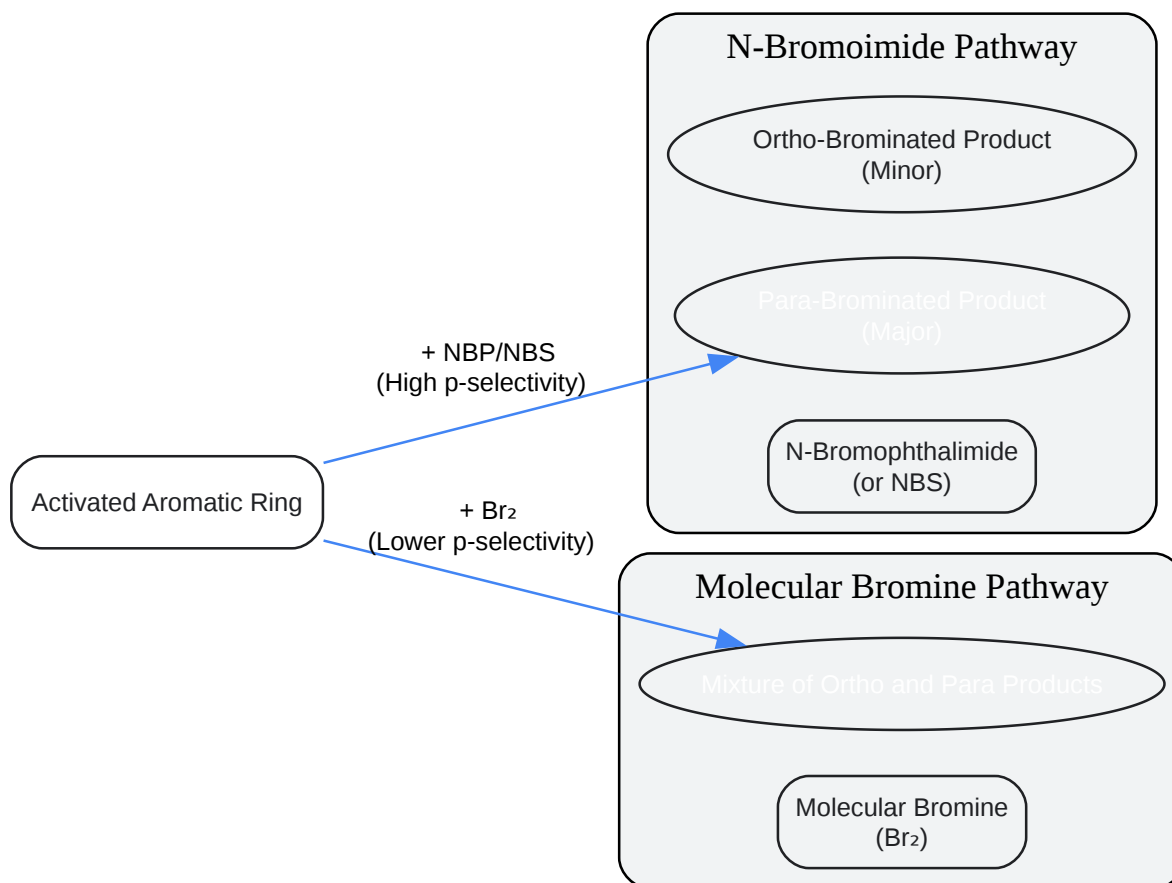 N-Bromoimide Pathway
Ortho-Brominated Product
(Minor)
Para-Brominated Product
(Major)
+ NBP/NBS
(High p-selectivity)
N-Bromophthalimide
(or NBS)
Activated Aromatic Ring
+ Br₂
(Lower p-selectivity)
Molecular Bromine Pathway
Mixture of Ortho and Para Products
Molecular Bromine
(Br₂)